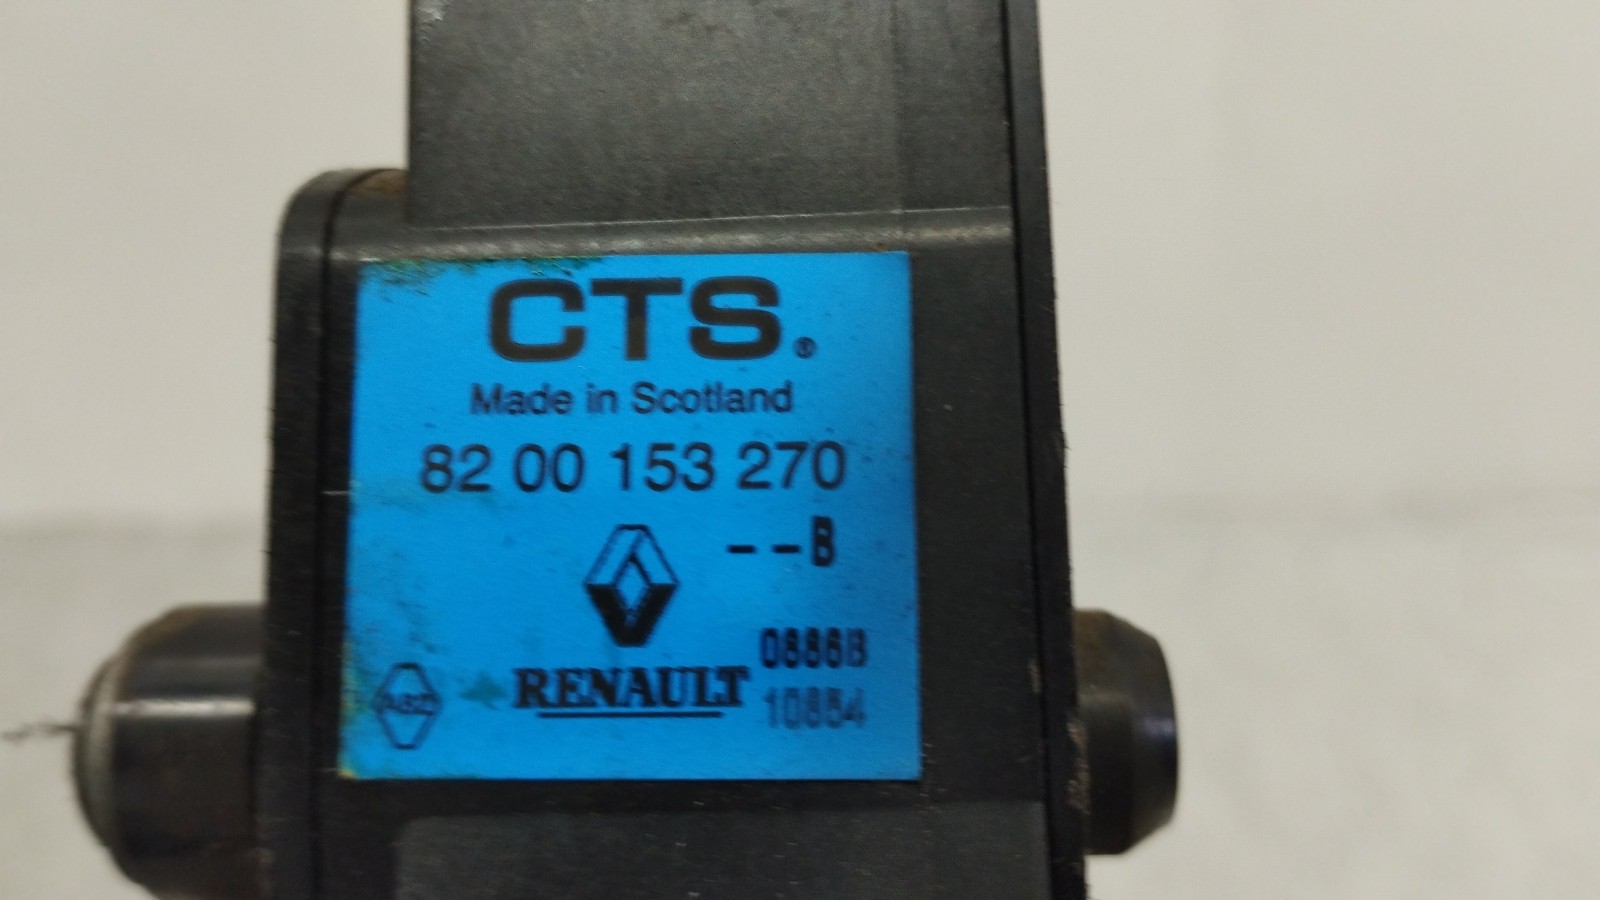 CTS.®
Made in Scotland
82 00 153 270
--B
0886B
RENAULT
10854